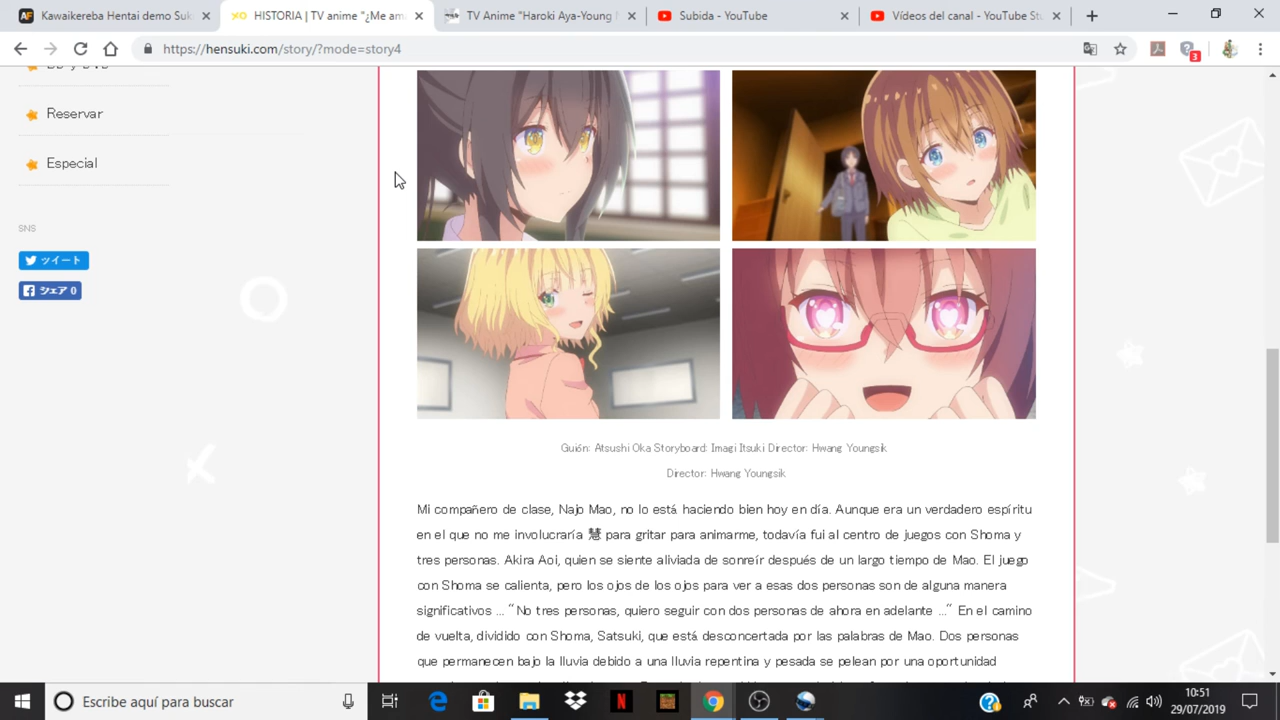 Kawaikereba Hentai demo Suk
HISTORIA | TV anime "¿Me am
TV Anime "Haroki Aya-Young
Subida - YouTube
Vídeos del canal - YouTube Stu
https://hensuki.com/story/?mode=story4
3
Reservar
Especial
SNS
ツイート
シェア 0
Guión: Atsushi Oka Storyboard: Imagi Itsuki Director: Hwang Youngsik
Director: Hwang Youngsik
Mi compañero de clase, Najo Mao, no lo está haciendo bien hoy en día. Aunque era un verdadero espíritu
en el que no me involucraría 慧 para gritar para animarme, todavía fui al centro de juegos con Shoma y
tres personas. Akira Aoi, quien se siente aliviada de sonreír después de un largo tiempo de Mao. El juego
con Shoma se calienta, pero los ojos de los ojos para ver a esas dos personas son de alguna manera
significativos ... "No tres personas, quiero seguir con dos personas de ahora en adelante ..." En el camino
de vuelta, dividido con Shoma, Satsuki, que está desconcertada por las palabras de Mao. Dos personas
que permanecen bajo la lluvia debido a una lluvia repentina y pesada se pelean por una oportunidad
Escribe aquí para buscar
10:51
29/07/2019